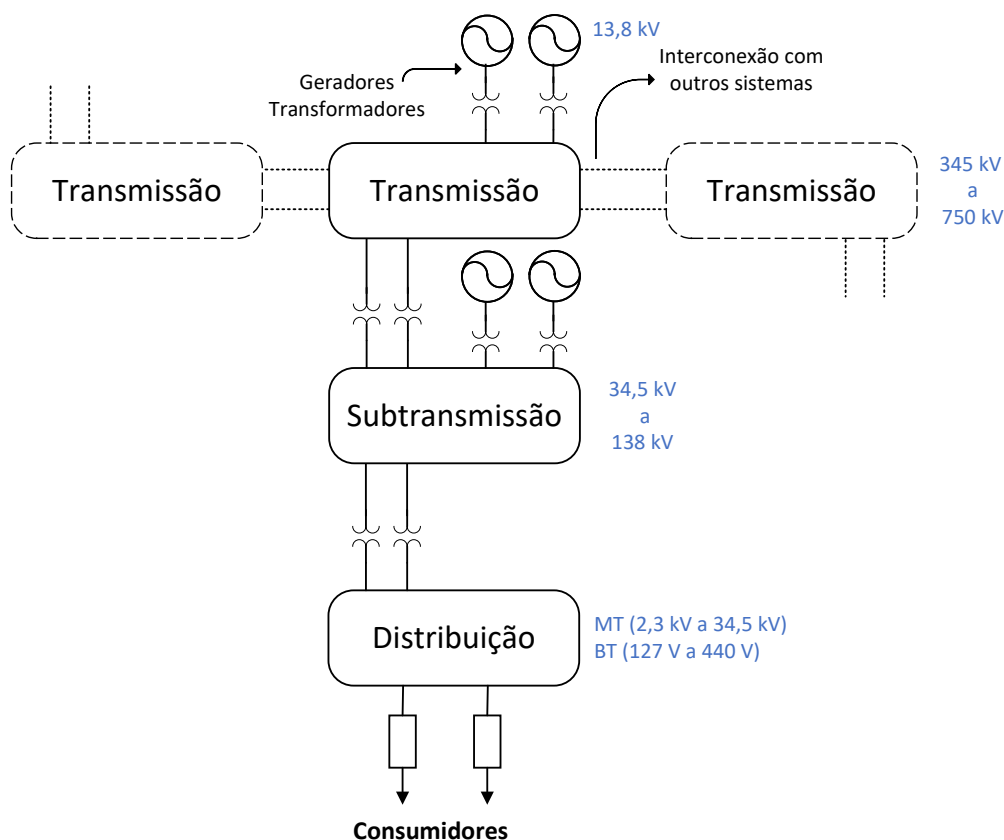 13,8 kV
Geradores
Transformadores
Interconexão com
outros sistemas
Transmissão
Transmissão
Transmissão
345 kV
a
750 kV
Subtransmissão
34,5 kV
a
138 kV
Distribuição
MT (2,3 kV a 34,5 kV)
BT (127 V a 440 V)
Consumidores